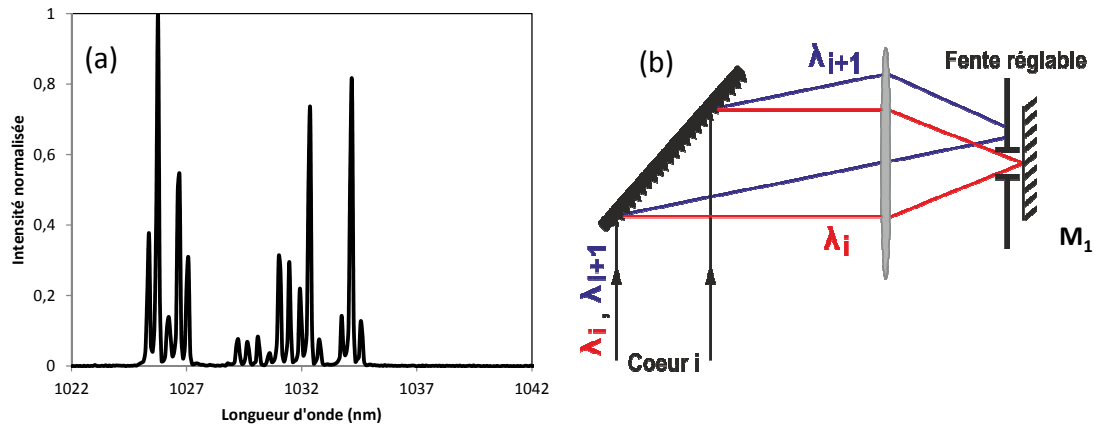 (a)
Intensité normalisée
1
0,8
0,6
0,4
0,2
0
1022
1027
1032
1037
1042
Longueur d'onde (nm)
(b)
λi+1
Fente réglable
λi
M1
λi , λi+1
Coeur i